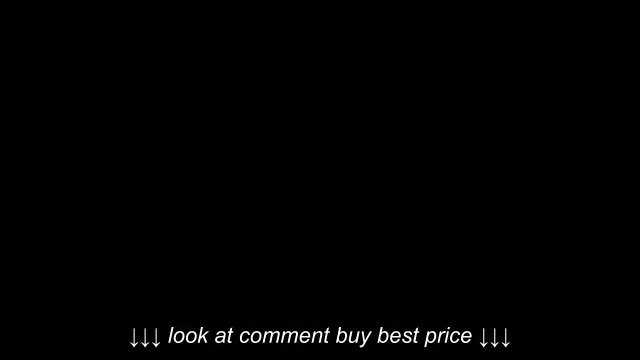 ↓↓↓ look at comment buy best price ↓↓↓